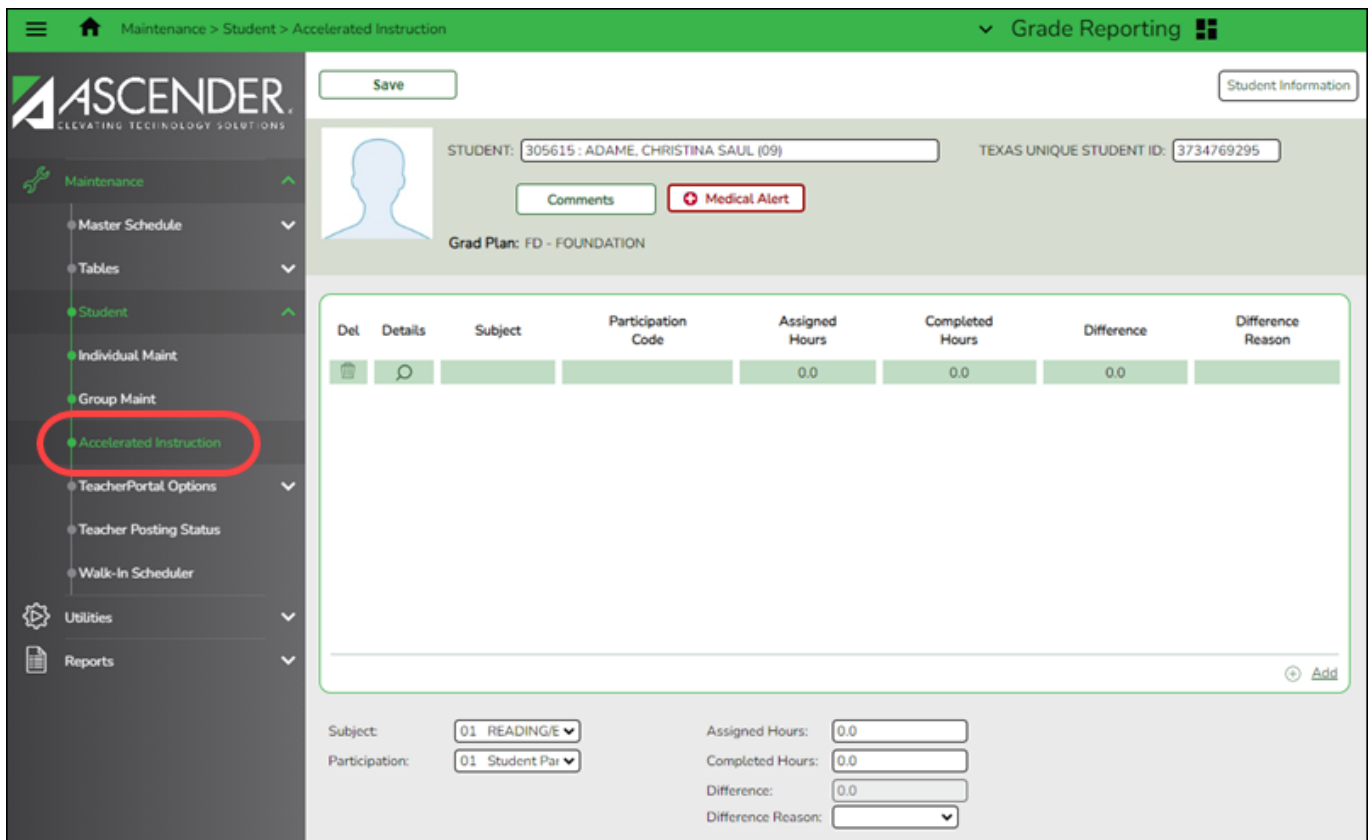 Maintenance > Student > Accelerated Instruction
Grade Reporting
ASCENDER.
ELEVATING TECHNOLOGY SOLUTIONS
Save
Student Information
STUDENT: 305615 : ADAME, CHRISTINA SAUL (09)
TEXAS UNIQUE STUDENT ID: 3734769295
Comments
Medical Alert
Grad Plan: FD - FOUNDATION
Maintenance
Master Schedule
Tables
Student
Individual Maint
Group Maint
Accelerated Instruction
TeacherPortal Options
Teacher Posting Status
Walk-In Scheduler
Utilities
Reports
Del Details Subject Participation Code Assigned Hours Completed Hours Difference Difference Reason
0.0 0.0 0.0
Add
Subject: 01 READING/E
Participation: 01 Student Par
Assigned Hours: 0.0
Completed Hours: 0.0
Difference: 0.0
Difference Reason: